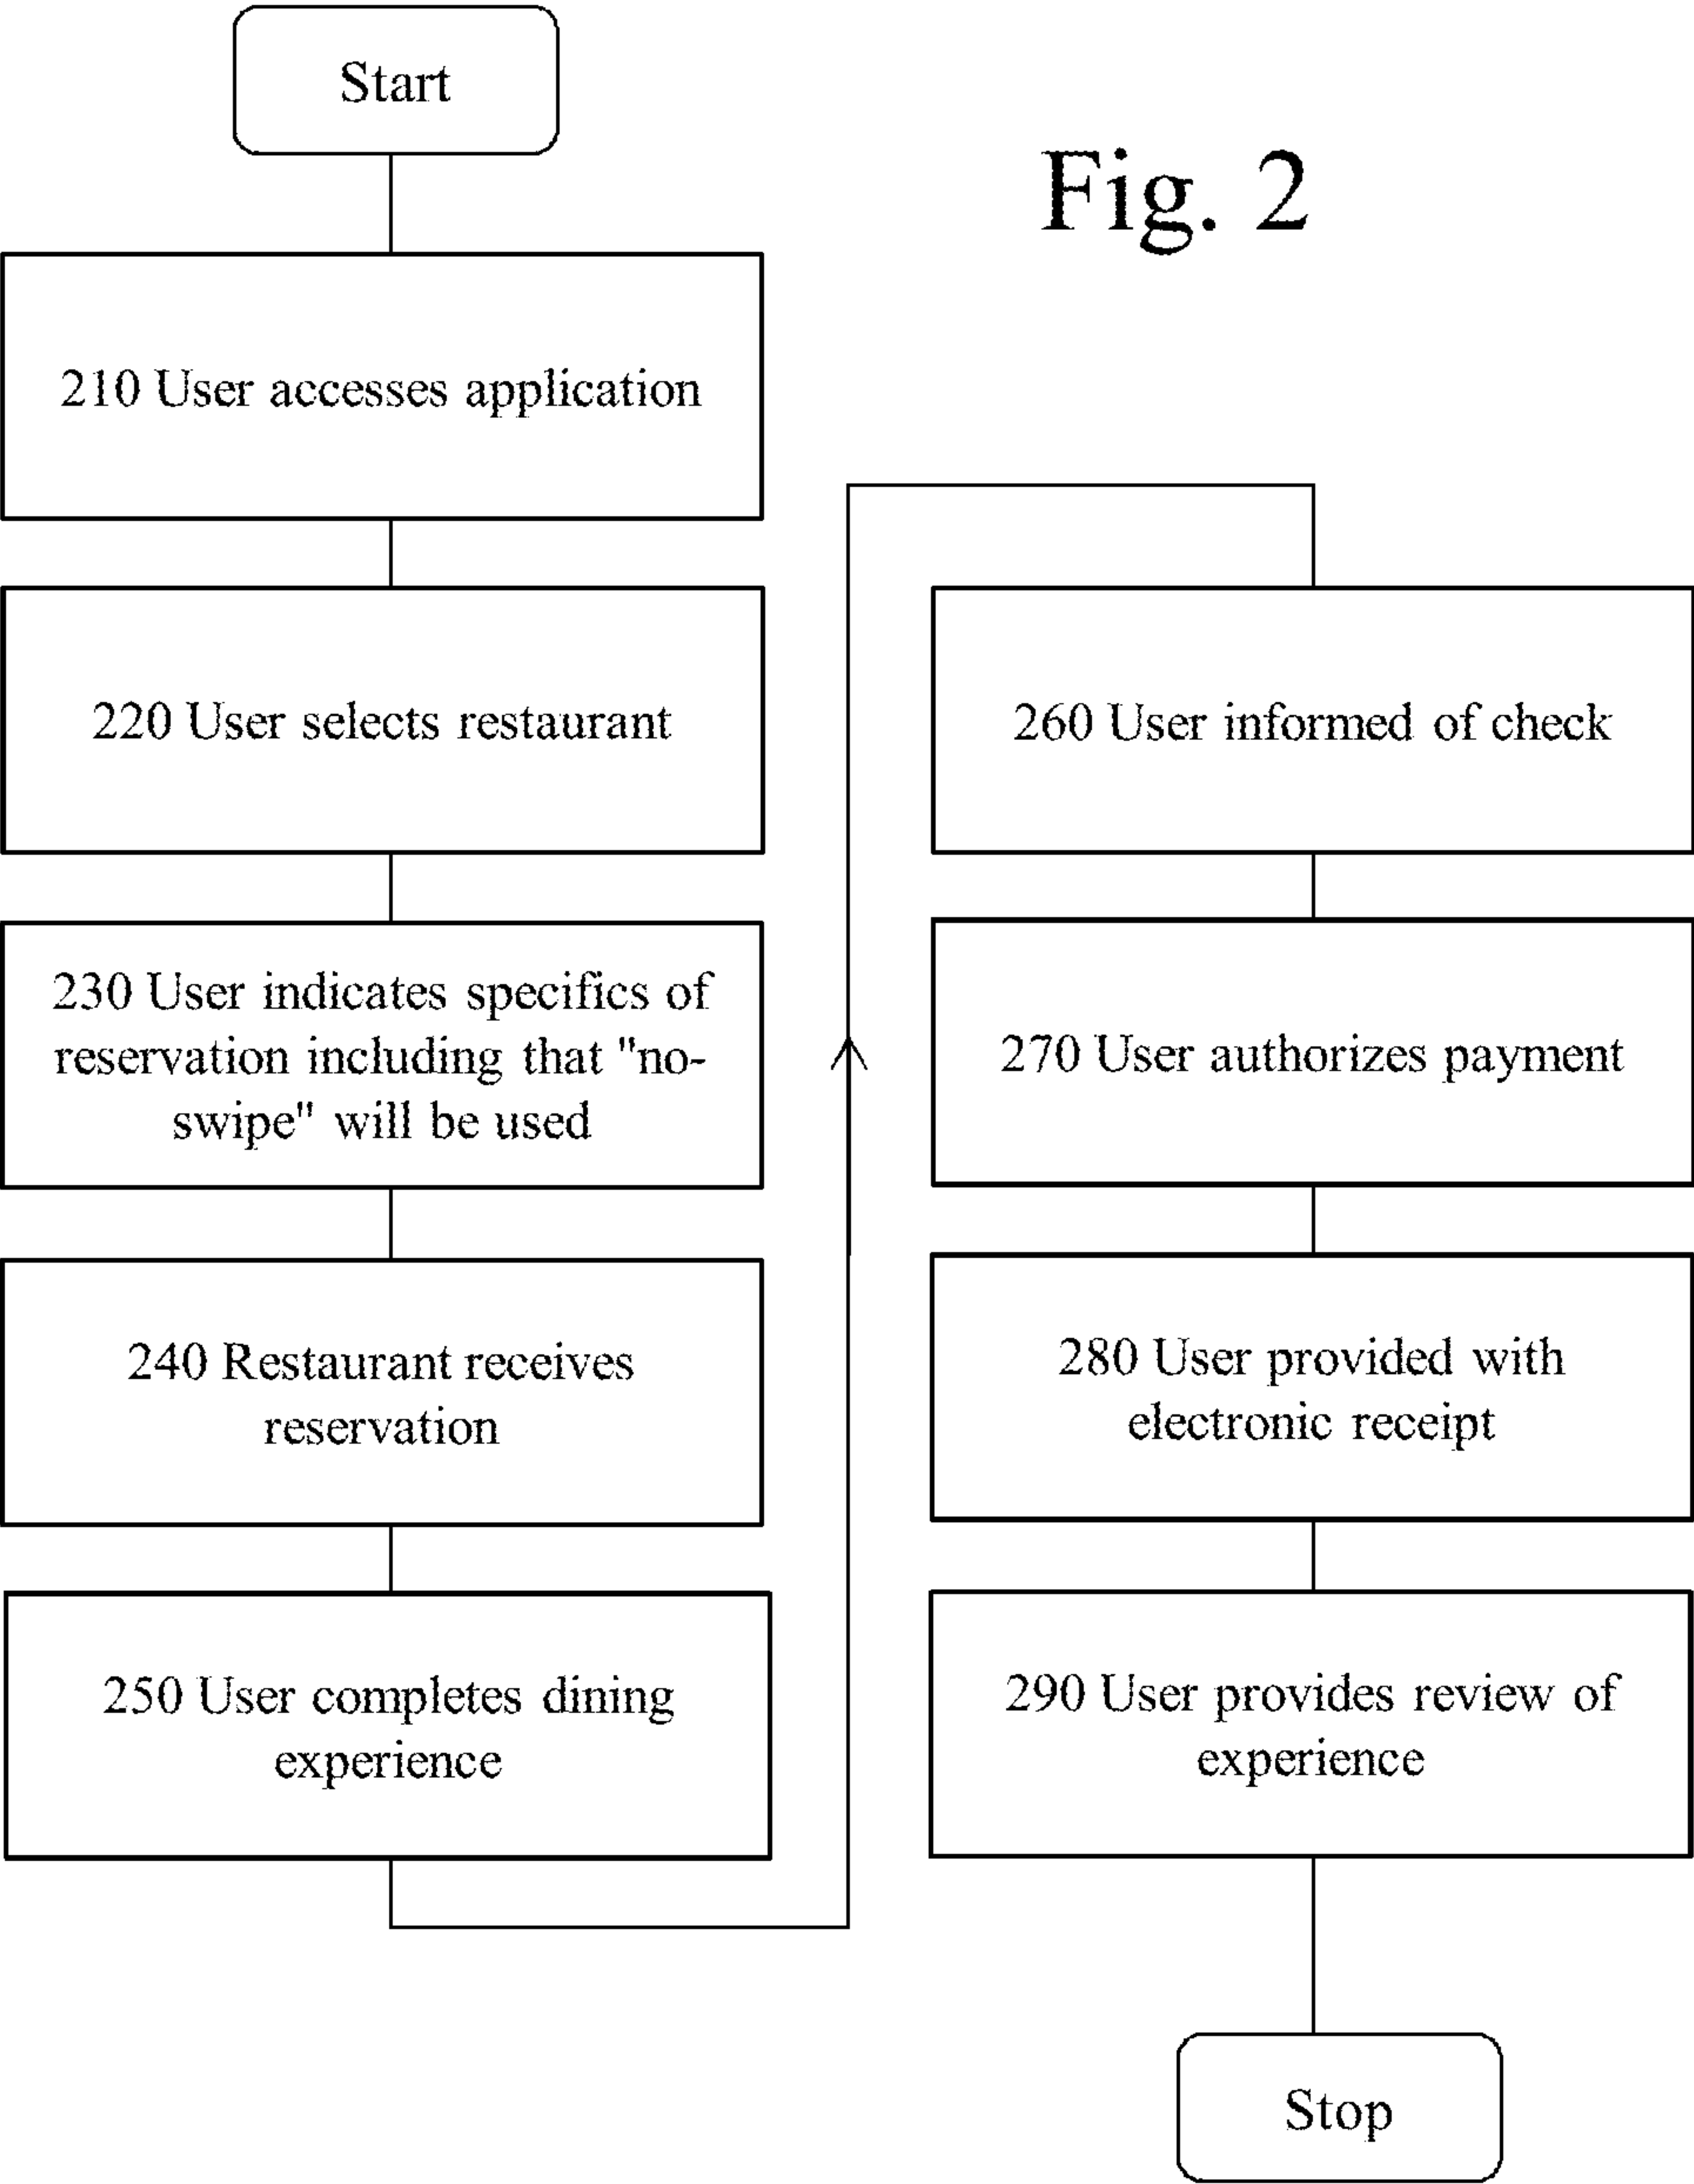 Start
Fig. 2
210 User accesses application
220 User selects restaurant
230 User indicates specifics of
reservation including that "no-
swipe" will be used
240 Restaurant receives
reservation
250 User completes dining
experience
260 User informed of check
270 User authorizes payment
280 User provided with
electronic receipt
290 User provides review of
experience
Stop